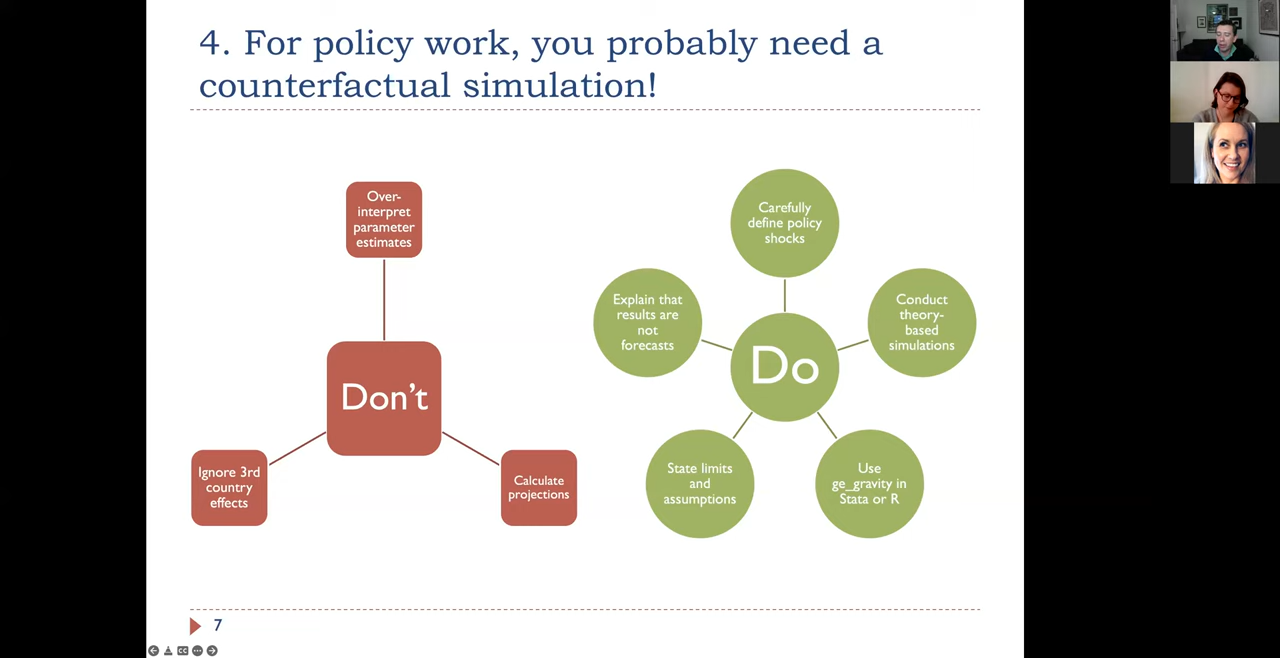 4. For policy work, you probably need a
counterfactual simulation!
Over-
interpret
parameter
estimates
Don't
Ignore 3rd
country
effects
Calculate
projections
Carefully
define policy
shocks
Explain that
results are
not
forecasts
Conduct
theory-
based
simulations
Do
State limits
and
assumptions
Use
ge_gravity in
Stata or R
7